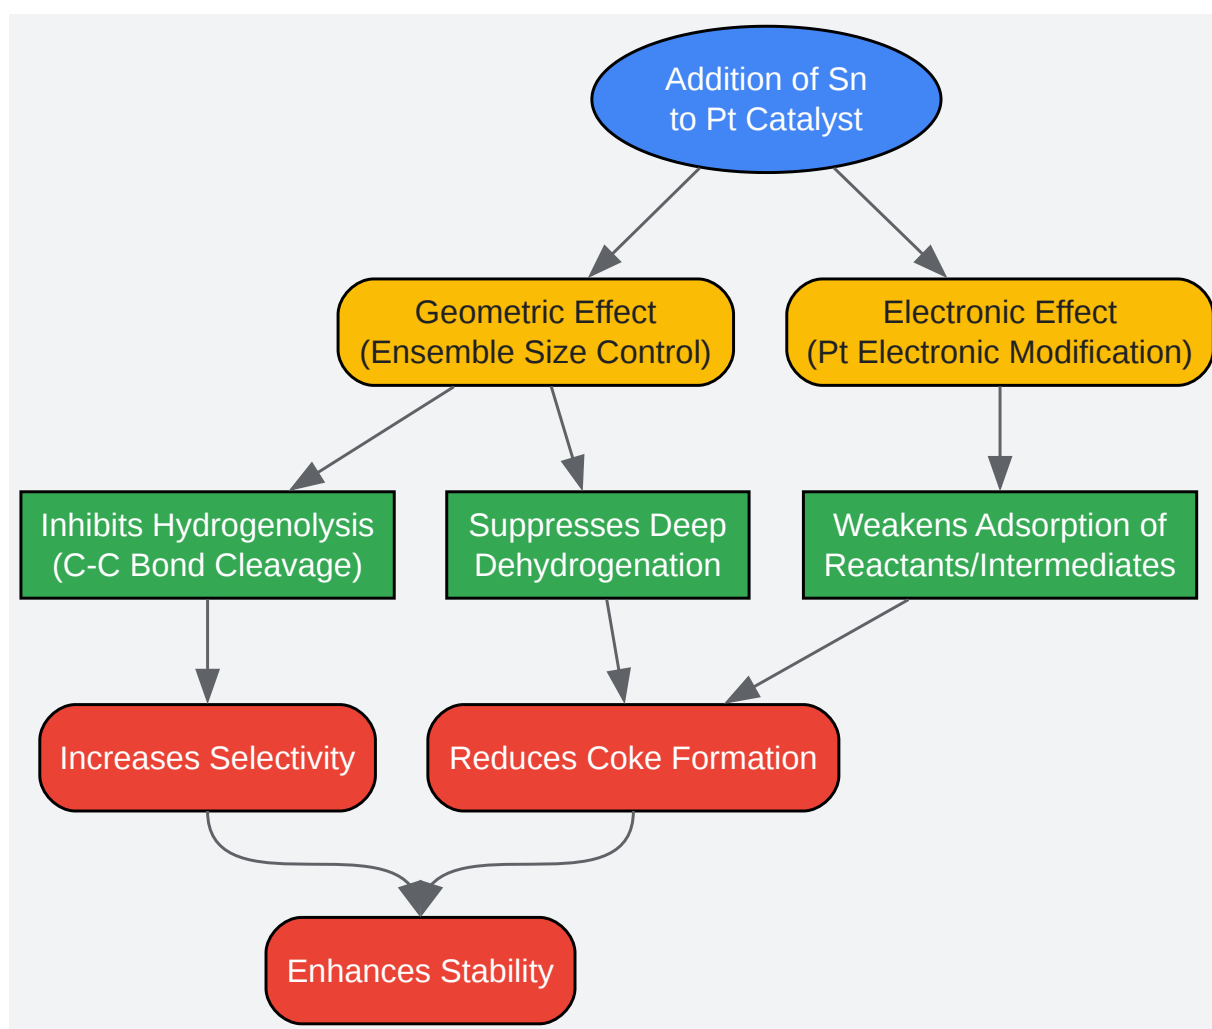 Addition of Sn
to Pt Catalyst
Geometric Effect
(Ensemble Size Control)
Electronic Effect
(Pt Electronic Modification)
Inhibits Hydrogenolysis
(C-C Bond Cleavage)
Suppresses Deep
Dehydrogenation
Weakens Adsorption of
Reactants/Intermediates
Increases Selectivity
Reduces Coke Formation
Enhances Stability